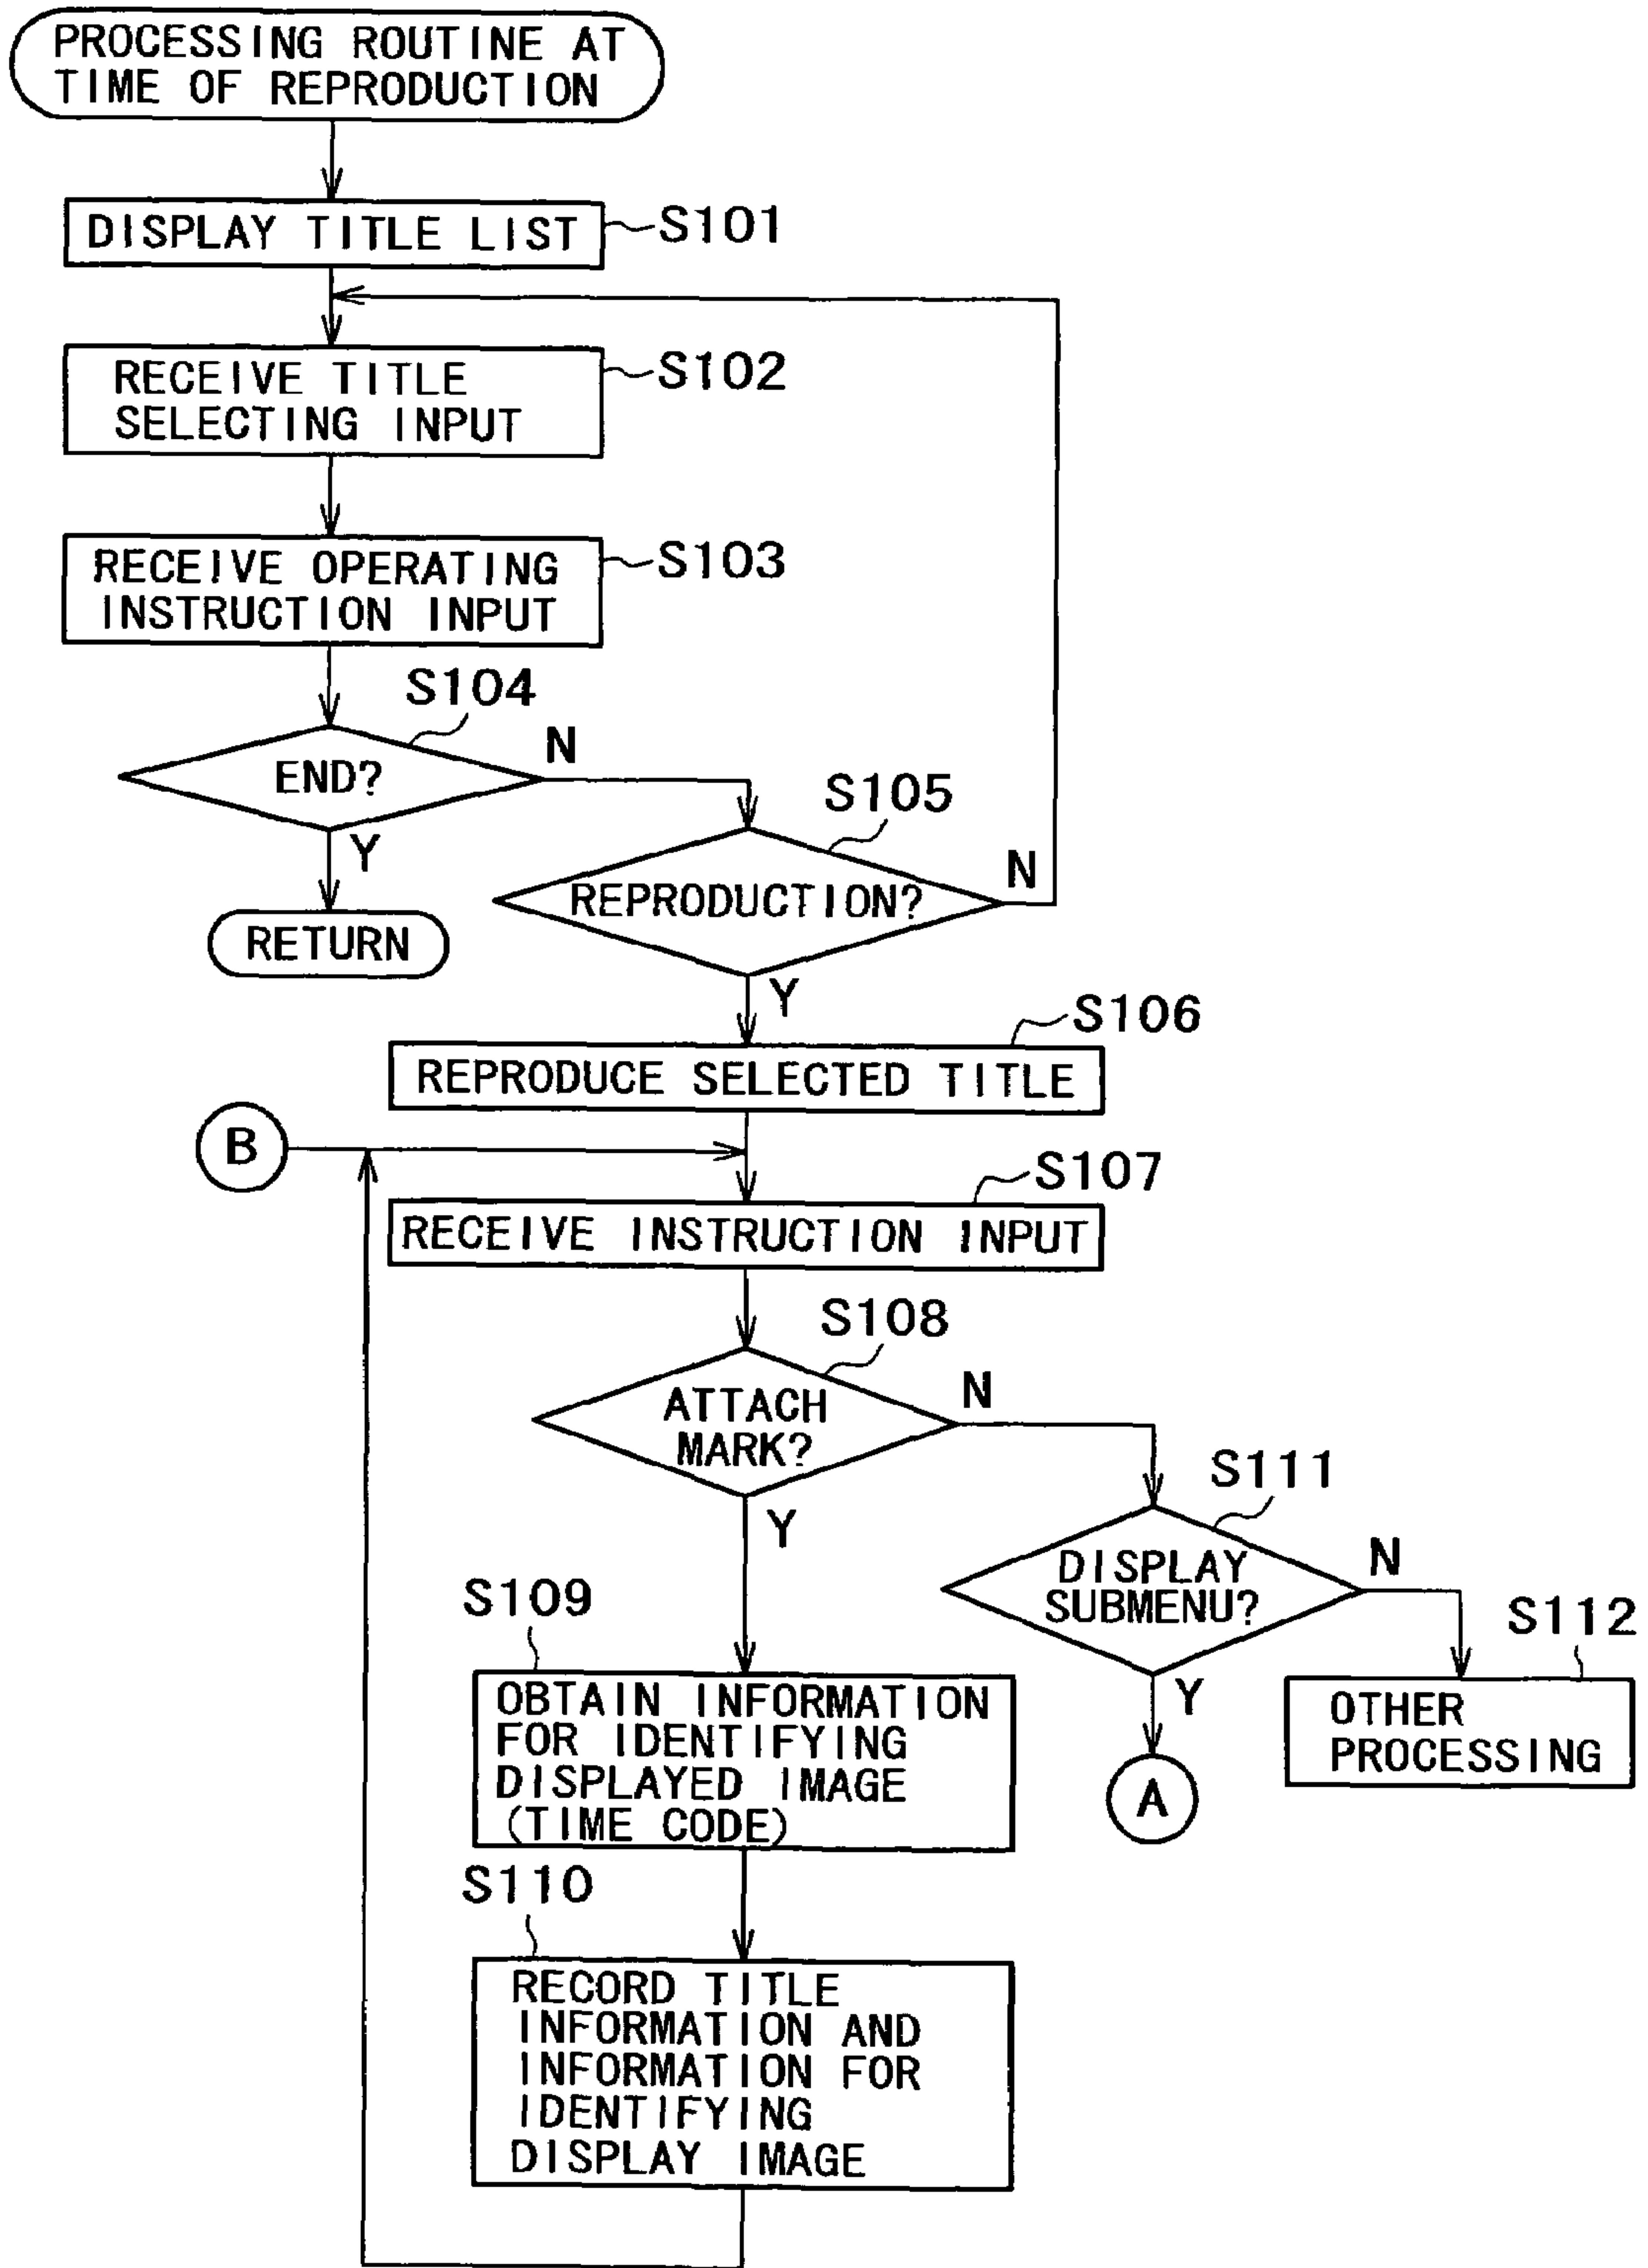 PROCESSING ROUTINE AT
TIME OF REPRODUCTION
DISPLAY TITLE LIST
S101
RECEIVE TITLE
SELECTING INPUT
S102
RECEIVE OPERATING
INSTRUCTION INPUT
S103
S104
END?
N
Y
RETURN
S105
REPRODUCTION?
N
Y
S106
REPRODUCE SELECTED TITLE
B
S107
RECEIVE INSTRUCTION INPUT
S108
ATTACH
MARK?
N
Y
S111
DISPLAY
SUBMENU?
N
Y
A
S112
OTHER
PROCESSING
S109
OBTAIN INFORMATION
FOR IDENTIFYING
DISPLAYED IMAGE
(TIME CODE)
S110
RECORD TITLE
INFORMATION AND
INFORMATION FOR
IDENTIFYING
DISPLAY IMAGE